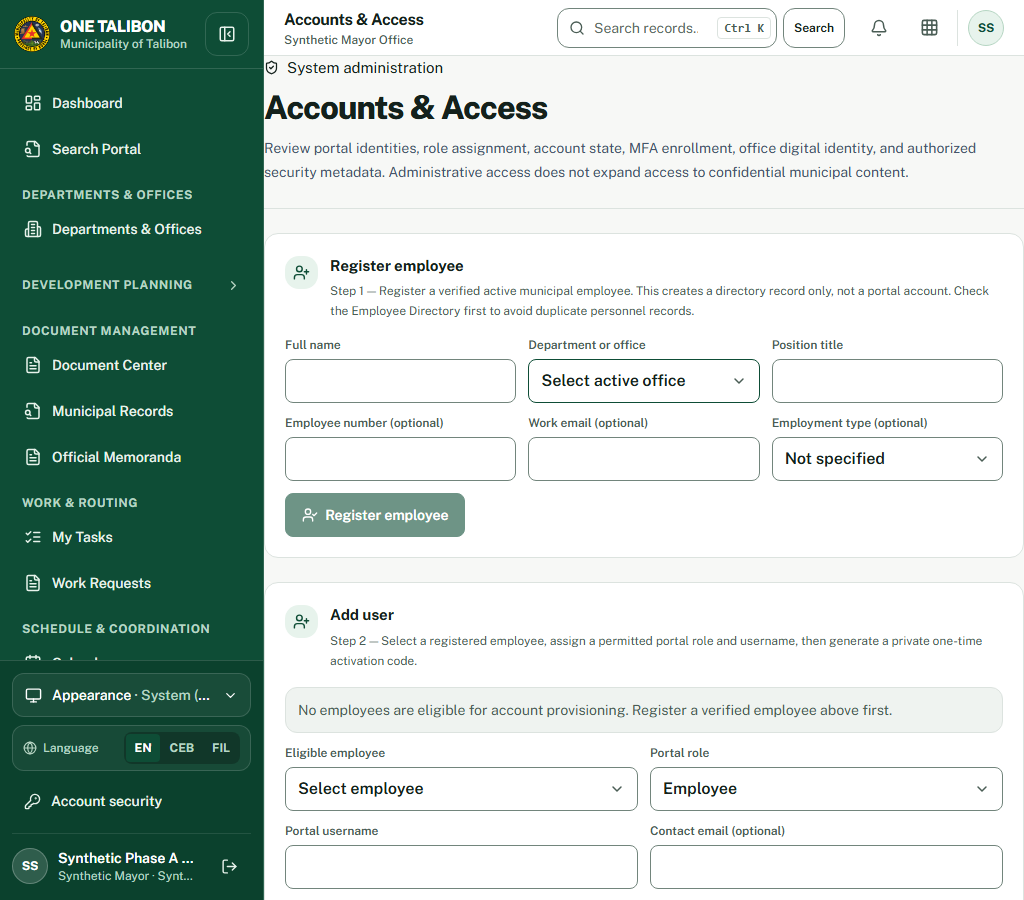 ONE TALIBON
Municipality of Talibon
Dashboard
Search Portal
DEPARTMENTS & OFFICES
Departments & Offices
DEVELOPMENT PLANNING
DOCUMENT MANAGEMENT
Document Center
Municipal Records
Official Memoranda
WORK & ROUTING
My Tasks
Work Requests
SCHEDULE & COORDINATION
Appearance · System (...
Language
EN CEB FIL
Account security
SS
Synthetic Phase A ...
Synthetic Mayor · Synt...
Accounts & Access
Synthetic Mayor Office
Search records.. Ctrl K
Search
SS
System administration
Accounts & Access
Review portal identities, role assignment, account state, MFA enrollment, office digital identity, and authorized
security metadata. Administrative access does not expand access to confidential municipal content.
Register employee
Step 1 — Register a verified active municipal employee. This creates a directory record only, not a portal account. Check
the Employee Directory first to avoid duplicate personnel records.
Full name
Department or office
Position title
Select active office
Employee number (optional)
Work email (optional)
Employment type (optional)
Not specified
Register employee
Add user
Step 2 — Select a registered employee, assign a permitted portal role and username, then generate a private one-time
activation code.
No employees are eligible for account provisioning. Register a verified employee above first.
Eligible employee
Portal role
Select employee
Employee
Portal username
Contact email (optional)